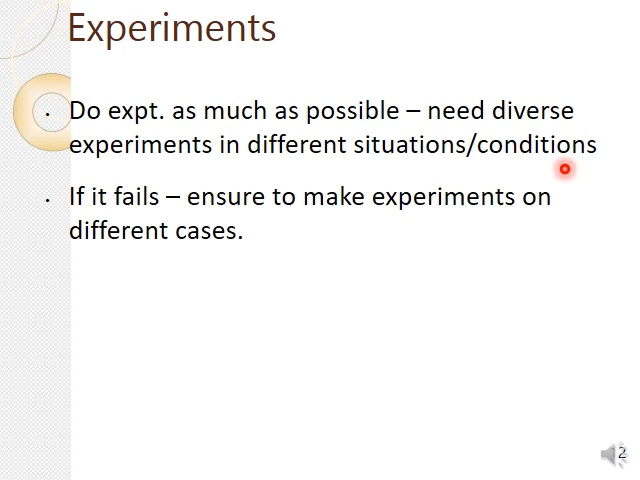 Experiments
• Do expt. as much as possible – need diverse
experiments in different situations/conditions
• If it fails – ensure to make experiments on
different cases.
2